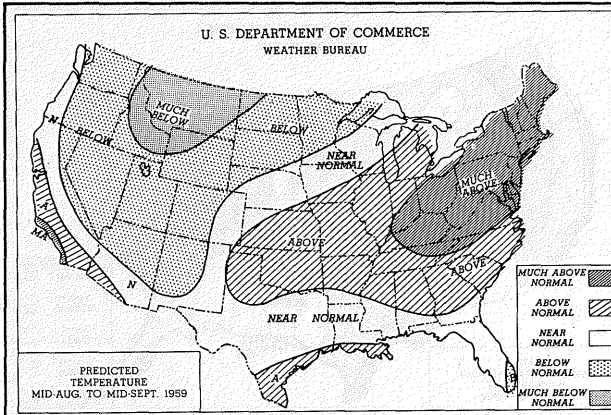 U. S. DEPARTMENT OF COMMERCE
WEATHER BUREAU
MUCH
BELOW
N
BELOW
BELOW
NEAR
NORMAL
MUCH
ABOVE
A
MA
ABOVE
ABOVE
N
NEAR NORMAL
A
B
MUCH ABOVE
NORMAL
ABOVE
NORMAL
NEAR
NORMAL
BELOW
NORMAL
MUCH BELOW
NORMAL
PREDICTED
TEMPERATURE
MID-AUG. TO MID-SEPT. 1959